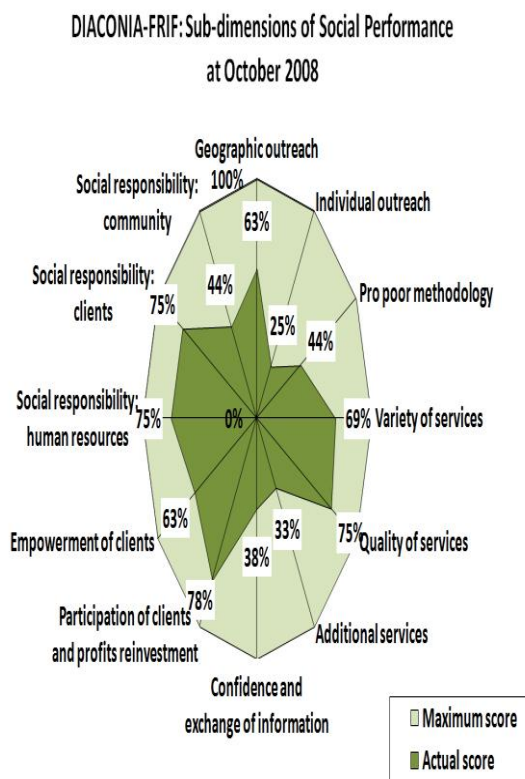 DIACONIA-FRIF: Sub-dimensions of Social Performance
at October 2008
Geographic outreach
100%
63%
Individual outreach
25%
Pro poor methodology
44%
Variety of services
69%
Quality of services
75%
Additional services
33%
Confidence and
exchange of information
38%
Participation of clients
and profits reinvestment
78%
Empowerment of clients
63%
Social responsibility:
human resources
75%
Social responsibility:
clients
75%
Social responsibility:
community
44%
0%
Maximum score
Actual score